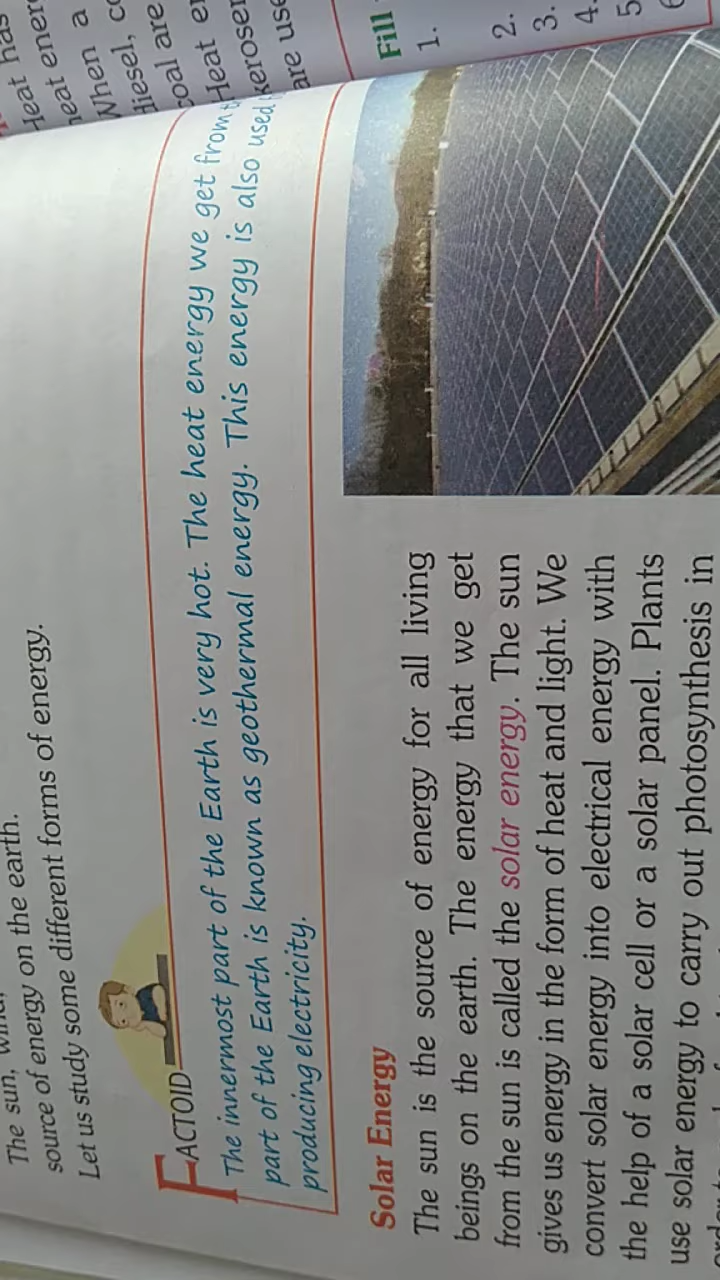 The sun, wind,
source of energy on the earth.
Let us study some different forms of energy.
FACTOID
The innermost part of the Earth is very hot. The heat energy we get from
part of the Earth is known as geothermal energy. This energy is also used
producing electricity.
Solar Energy
The sun is the source of energy for all living
beings on the earth. The energy that we get
from the sun is called the solar energy. The sun
gives us energy in the form of heat and light. We
convert solar energy into electrical energy with
the help of a solar cell or a solar panel. Plants
use solar energy to carry out photosynthesis in
Heat has
heat
When a
diesel,
coal are
Heat
are
Fill
1.
2.
3.
4.
5